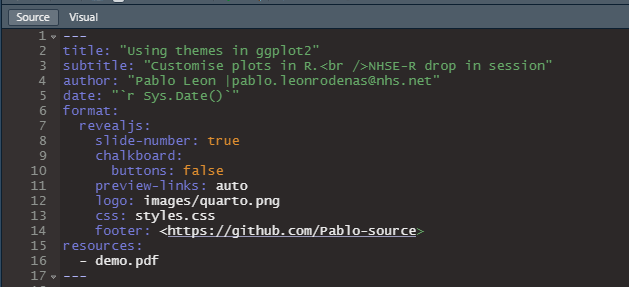 Source Visual
1 ---
2 title: "Using themes in ggplot2"
3 subtitle: "Customise plots in R.<br />NHSE-R drop in session"
4 author: "Pablo Leon |pablo.leonrodenas@nhs.net"
5 date: "`r Sys.Date()`"
6 format:
7   revealjs:
8     slide-number: true
9     chalkboard:
10       buttons: false
11     preview-links: auto
12     logo: images/quarto.png
13     css: styles.css
14     footer: <https://github.com/Pablo-source>
15 resources:
16   - demo.pdf
17 ---